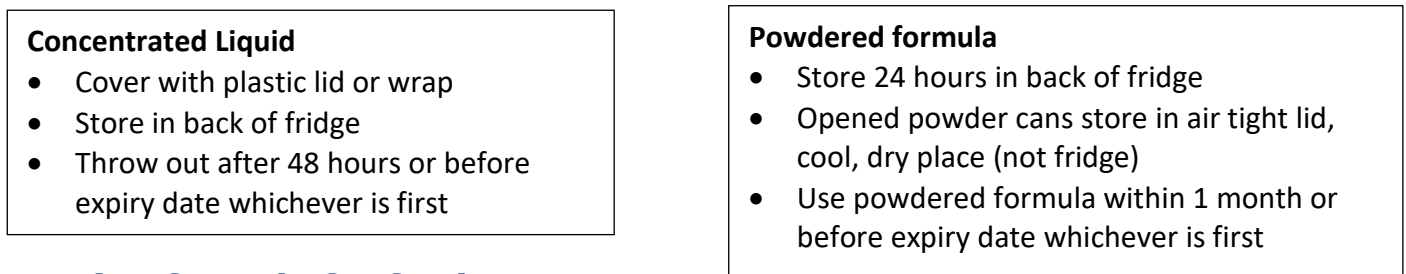 Concentrated Liquid
• Cover with plastic lid or wrap
• Store in back of fridge
• Throw out after 48 hours or before
expiry date whichever is first
Powdered formula
• Store 24 hours in back of fridge
• Opened powder cans store in air tight lid,
cool, dry place (not fridge)
• Use powdered formula within 1 month or
before expiry date whichever is first